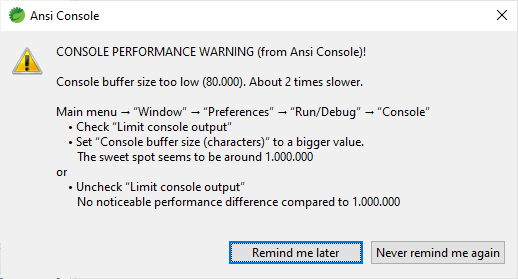 Ansi Console
CONSOLE PERFORMANCE WARNING (from Ansi Console)!
Console buffer size too low (80.000). About 2 times slower.
Main menu → “Window” → “Preferences” → “Run/Debug” → “Console”
• Check “Limit console output”
• Set “Console buffer size (characters)” to a bigger value.
The sweet spot seems to be around 1.000.000
or
• Uncheck “Limit console output”
No noticeable performance difference compared to 1.000.000
Remind me later Never remind me again